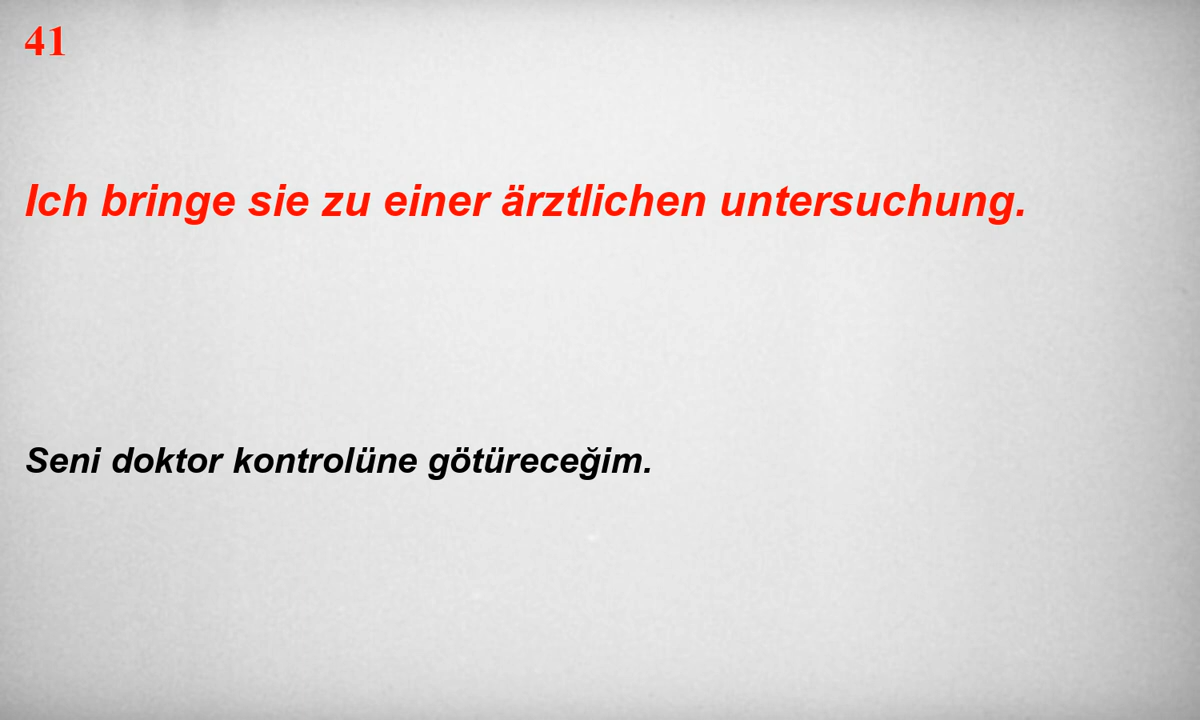 41
Ich bringe sie zu einer ärztlichen untersuchung.
Seni doktor kontrolüne götüreceğim.